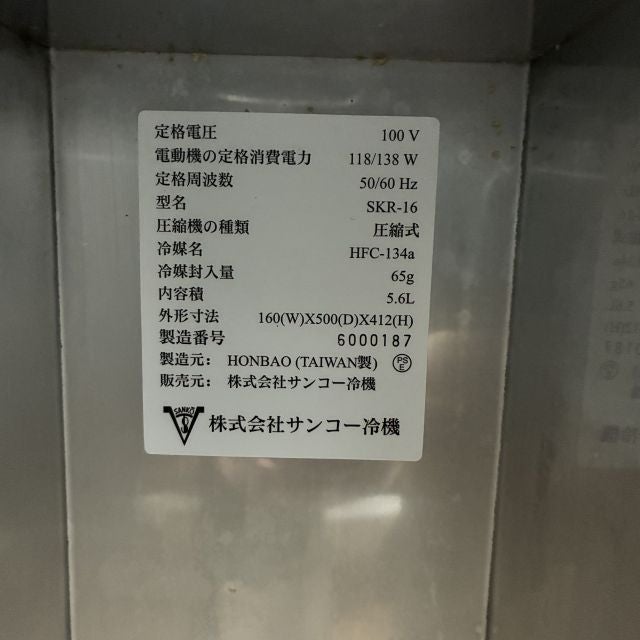 定格電圧 100 V
電動機の定格消費電力 118/138 W
定格周波数 50/60 Hz
型名 SKR-16
圧縮機の種類 圧縮式
冷媒名 HFC-134a
冷媒封入量 65g
内容積 5.6L
外形寸法 160(W)X500(D)X412(H)
製造番号 6000187
製造元: HONBAO (TAIWAN製) PSE
販売元: 株式会社サンコー冷機
SANKO 株式会社サンコー冷機